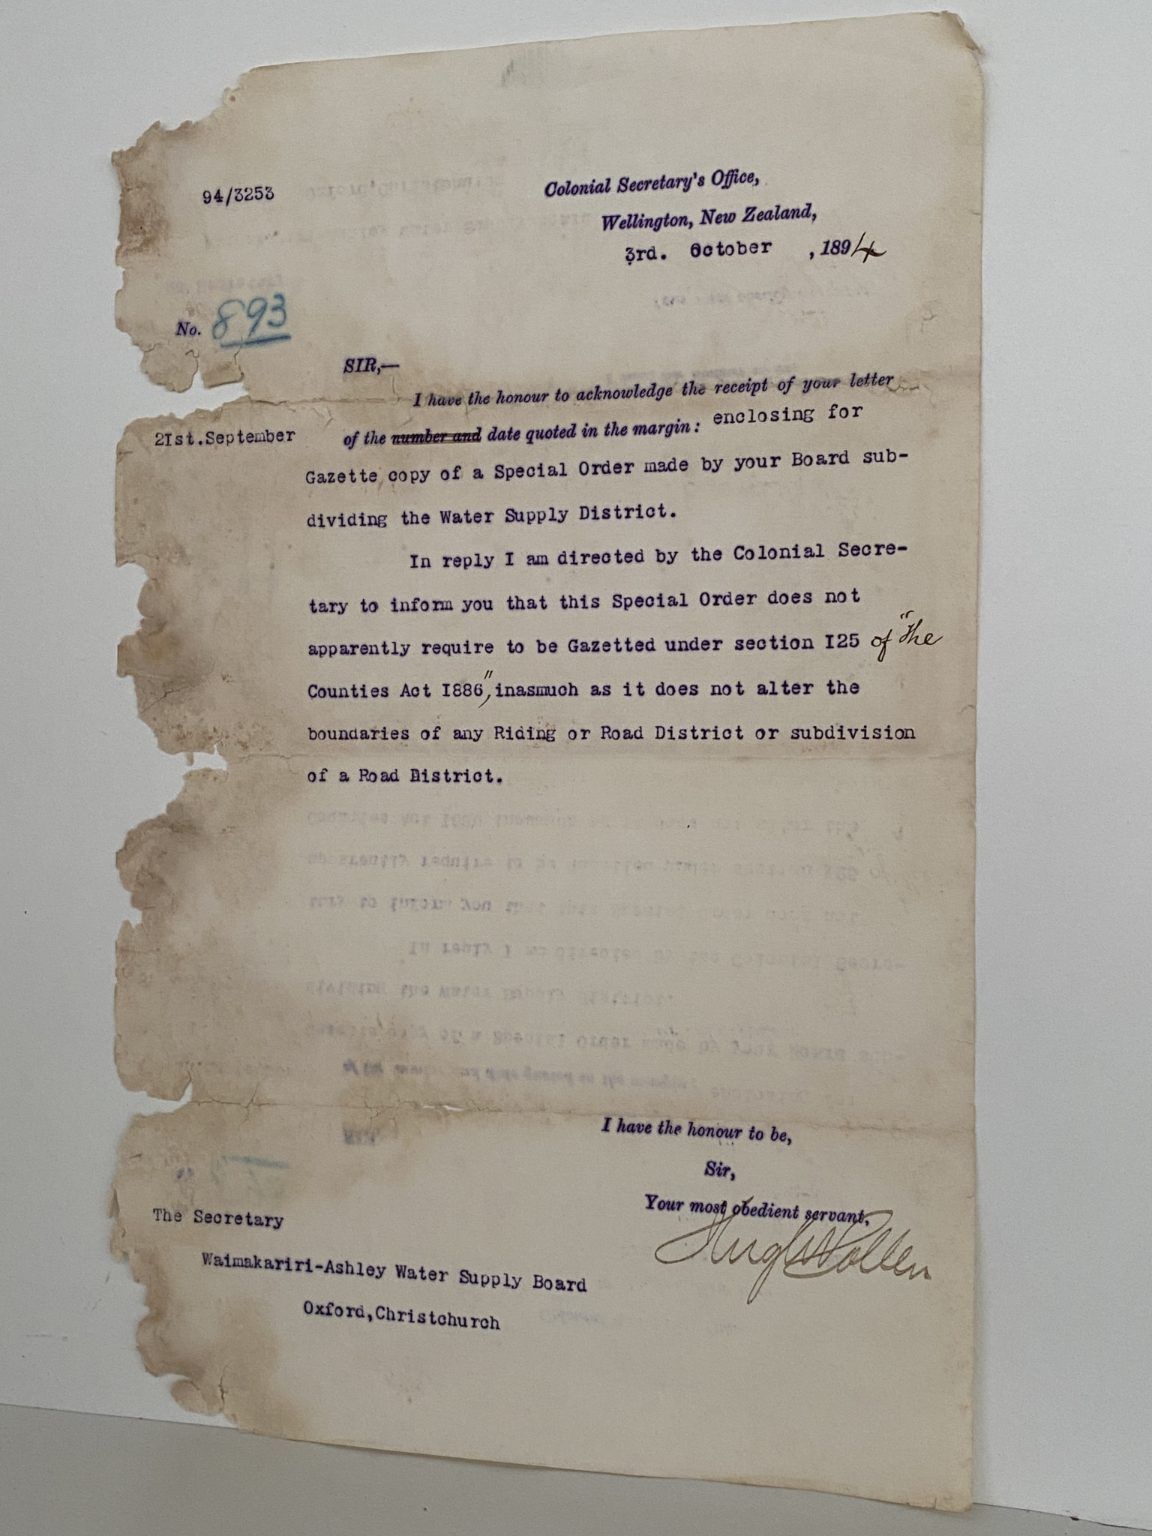 94/3253
Colonial Secretary's Office,
Wellington, New Zealand,
3rd. October , 1894
No. 893
SIR,—
I have the honour to acknowledge the receipt of your letter
21st.September
of the number and date quoted in the margin: enclosing for
Gazette copy of a Special Order made by your Board sub-
dividing the Water Supply District.
In reply I am directed by the Colonial Secre-
tary to inform you that this Special Order does not
apparently require to be Gazetted under section I25 of "The
Counties Act I886", inasmuch as it does not alter the
boundaries of any Riding or Road District or subdivision
of a Road District.
I have the honour to be,
Sir,
Your most obedient servant,
Hugh Pollen
The Secretary
Waimakariri-Ashley Water Supply Board
Oxford,Christchurch